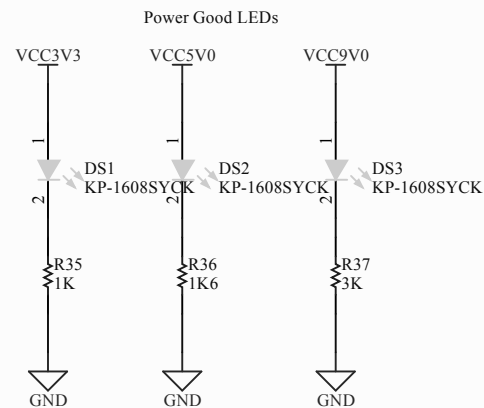 Power Good LEDs
VCC3V3 VCC5V0 VCC9V0
1 1 1
DS1 DS2 DS3
KP-1608SYCK KP-1608SYCK KP-1608SYCK
2 2 2
R35 R36 R37
1K 1K6 3K
GND GND GND